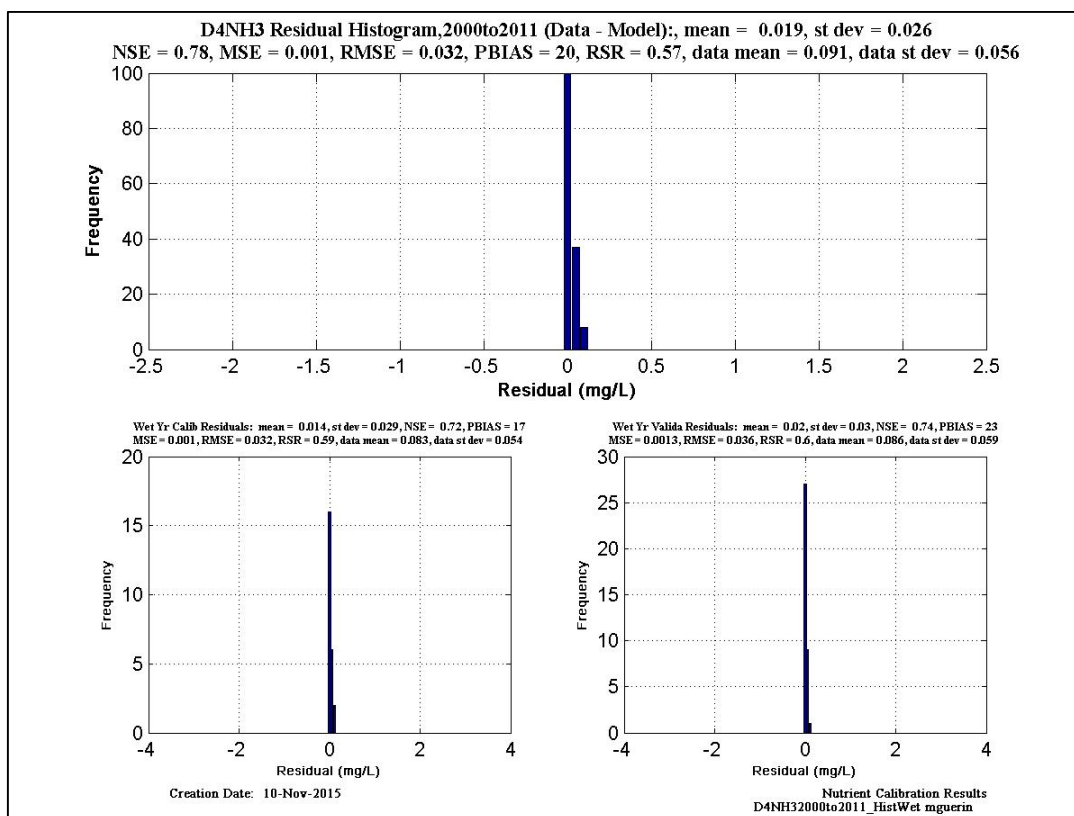 D4NH3 Residual Histogram,2000to2011 (Data - Model):, mean =  0.019, st dev = 0.026
NSE = 0.78, MSE = 0.001, RMSE = 0.032, PBIAS = 20, RSR = 0.57, data mean = 0.091, data st dev = 0.056
100
80
60
40
20
0
Frequency
-2.5 -2 -1.5 -1 -0.5 0 0.5 1 1.5 2 2.5
Residual (mg/L)
Wet Yr Calib Residuals:  mean =  0.014, st dev = 0.029, NSE = 0.72, PBIAS = 17
MSE = 0.001, RMSE = 0.032, RSR = 0.59, data mean = 0.083, data st dev = 0.054
20
15
10
5
0
Frequency
-4 -2 0 2 4
Residual (mg/L)
Wet Yr Valida Residuals:  mean = 0.02, st dev = 0.03, NSE = 0.74, PBIAS = 23
MSE = 0.0013, RMSE = 0.036, RSR = 0.6, data mean = 0.086, data st dev = 0.059
30
25
20
15
10
5
0
Frequency
-4 -2 0 2 4
Residual (mg/L)
Creation Date:  10-Nov-2015
Nutrient Calibration Results
D4NH32000to2011_HistWet mguerin